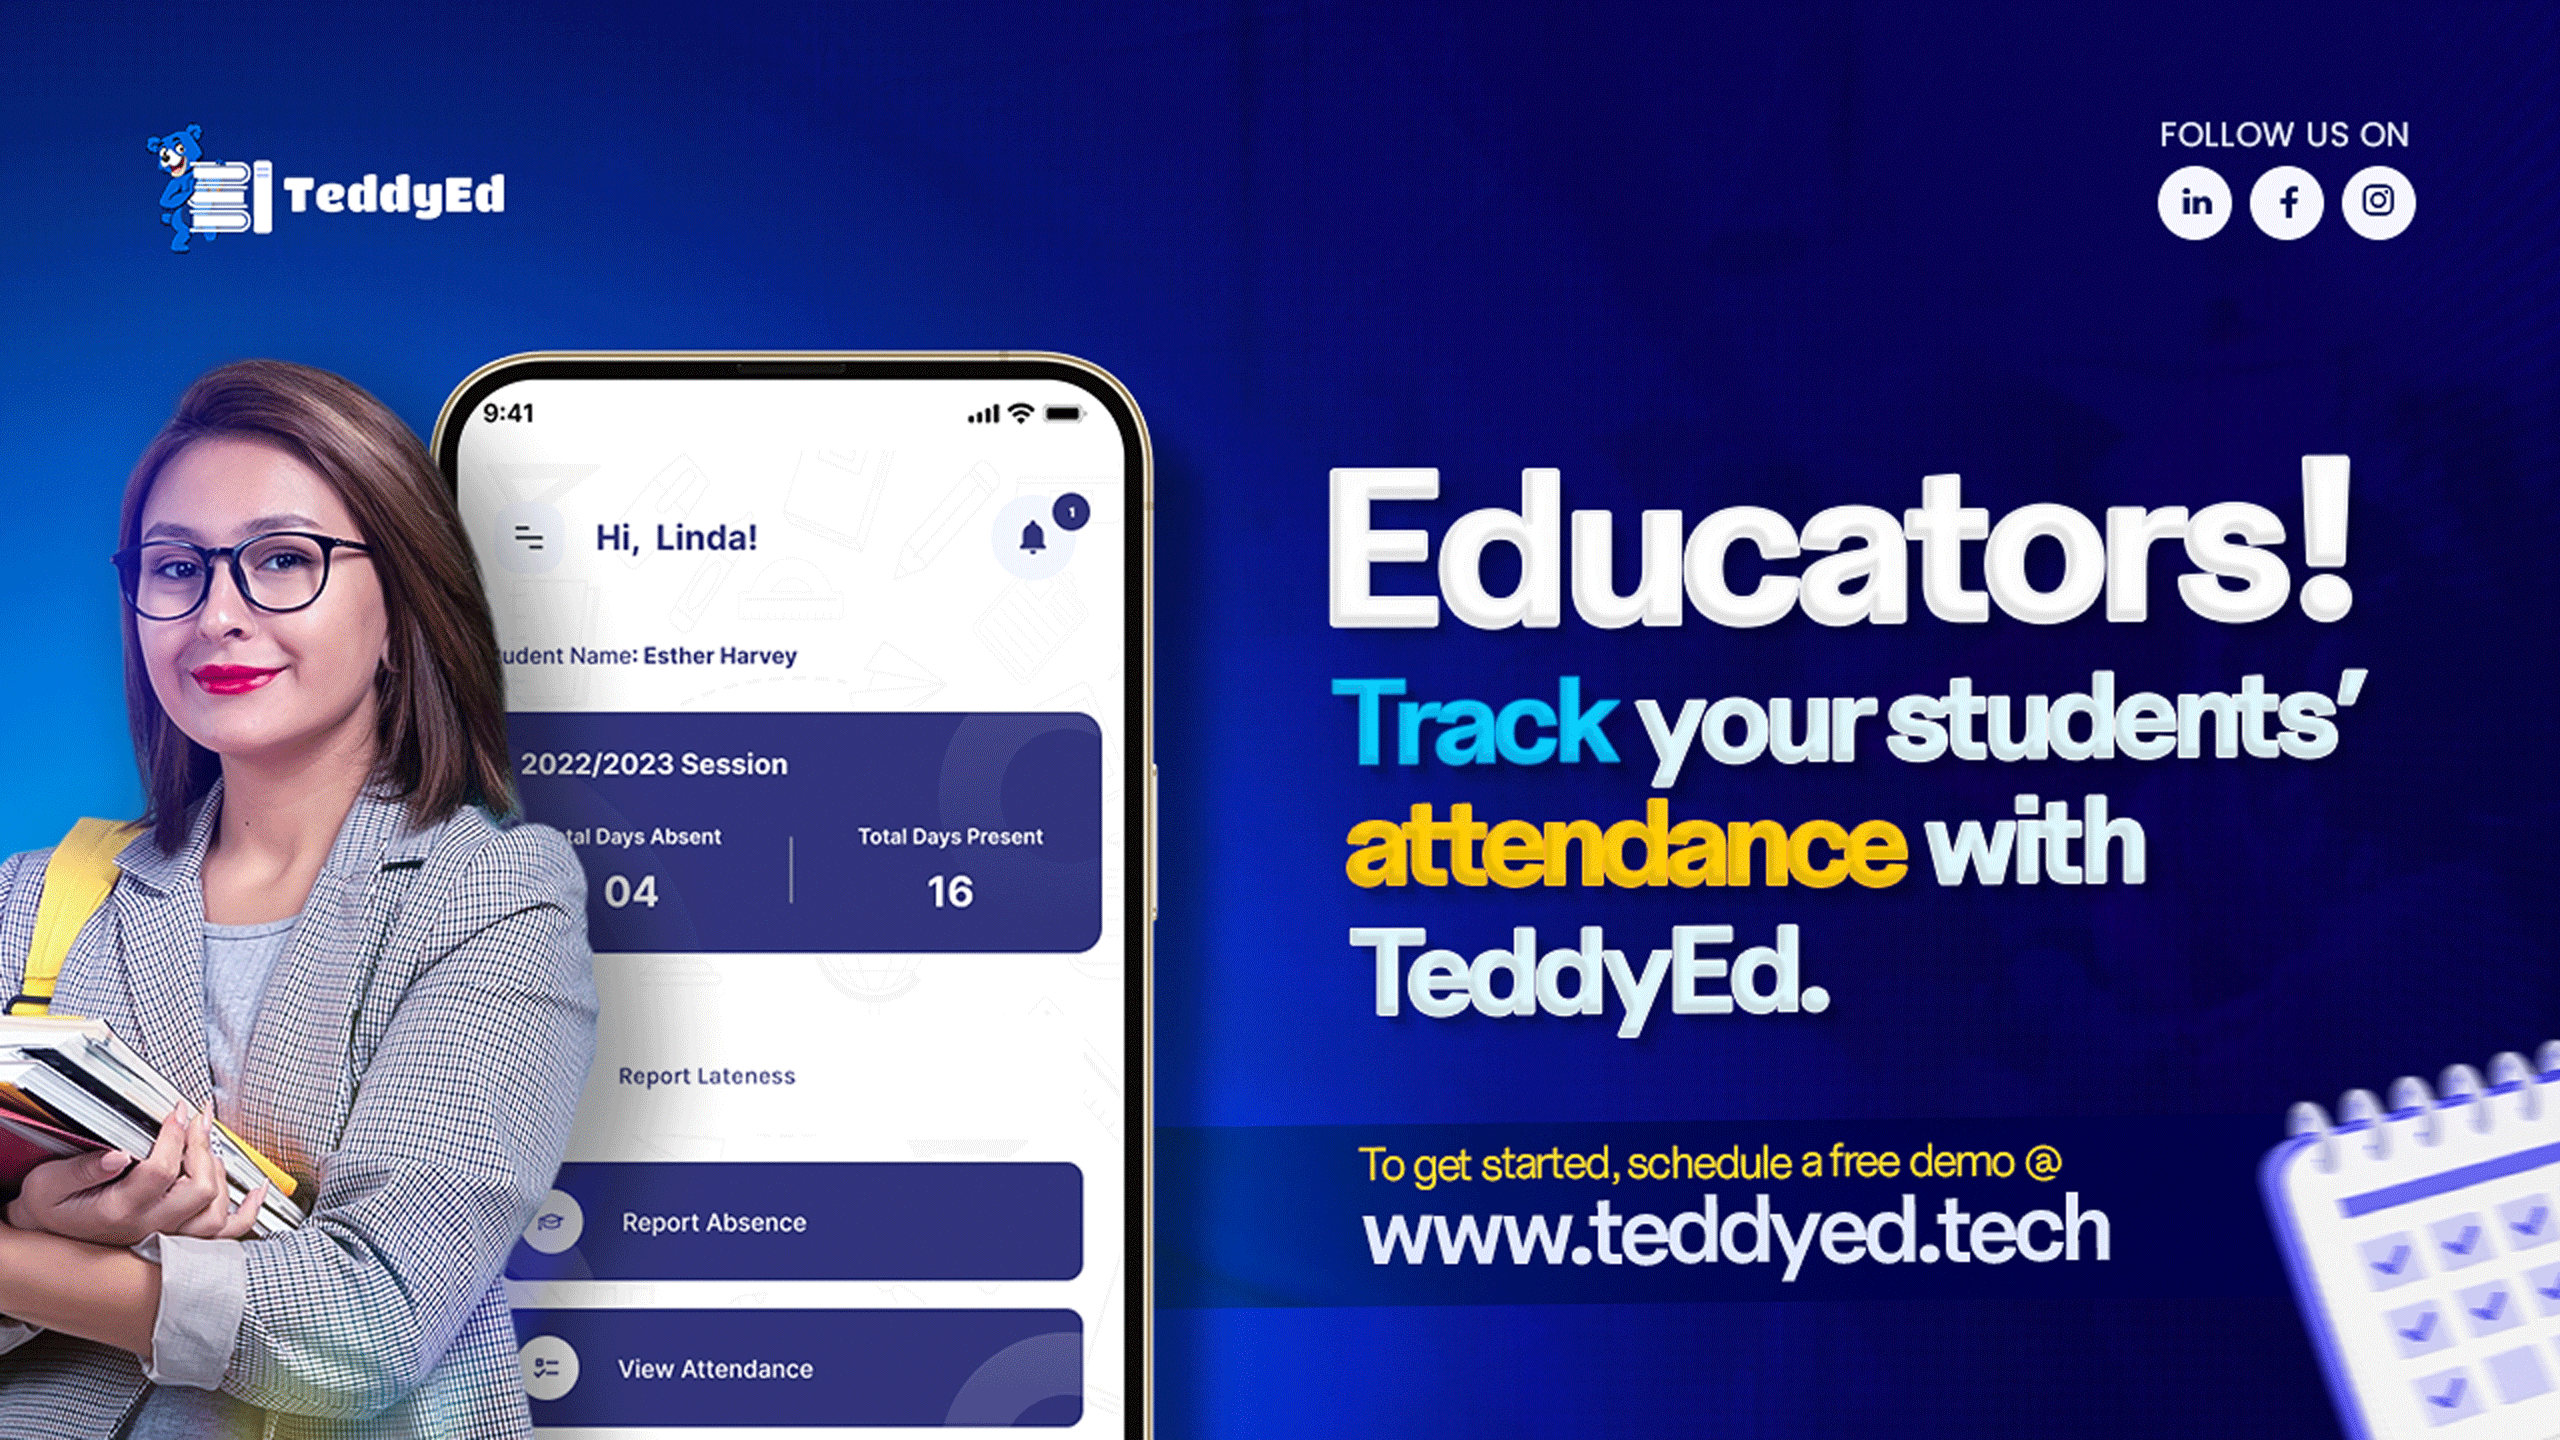 TeddyEd
FOLLOW US ON
in f
9:41
Hi, Linda!
1
udent Name: Esther Harvey
2022/2023 Session
tal Days Absent
Total Days Present
04
16
Report Lateness
Report Absence
View Attendance
Educators!
Track your students’
attendance with
TeddyEd.
To get started, schedule a free demo @
www.teddyed.tech